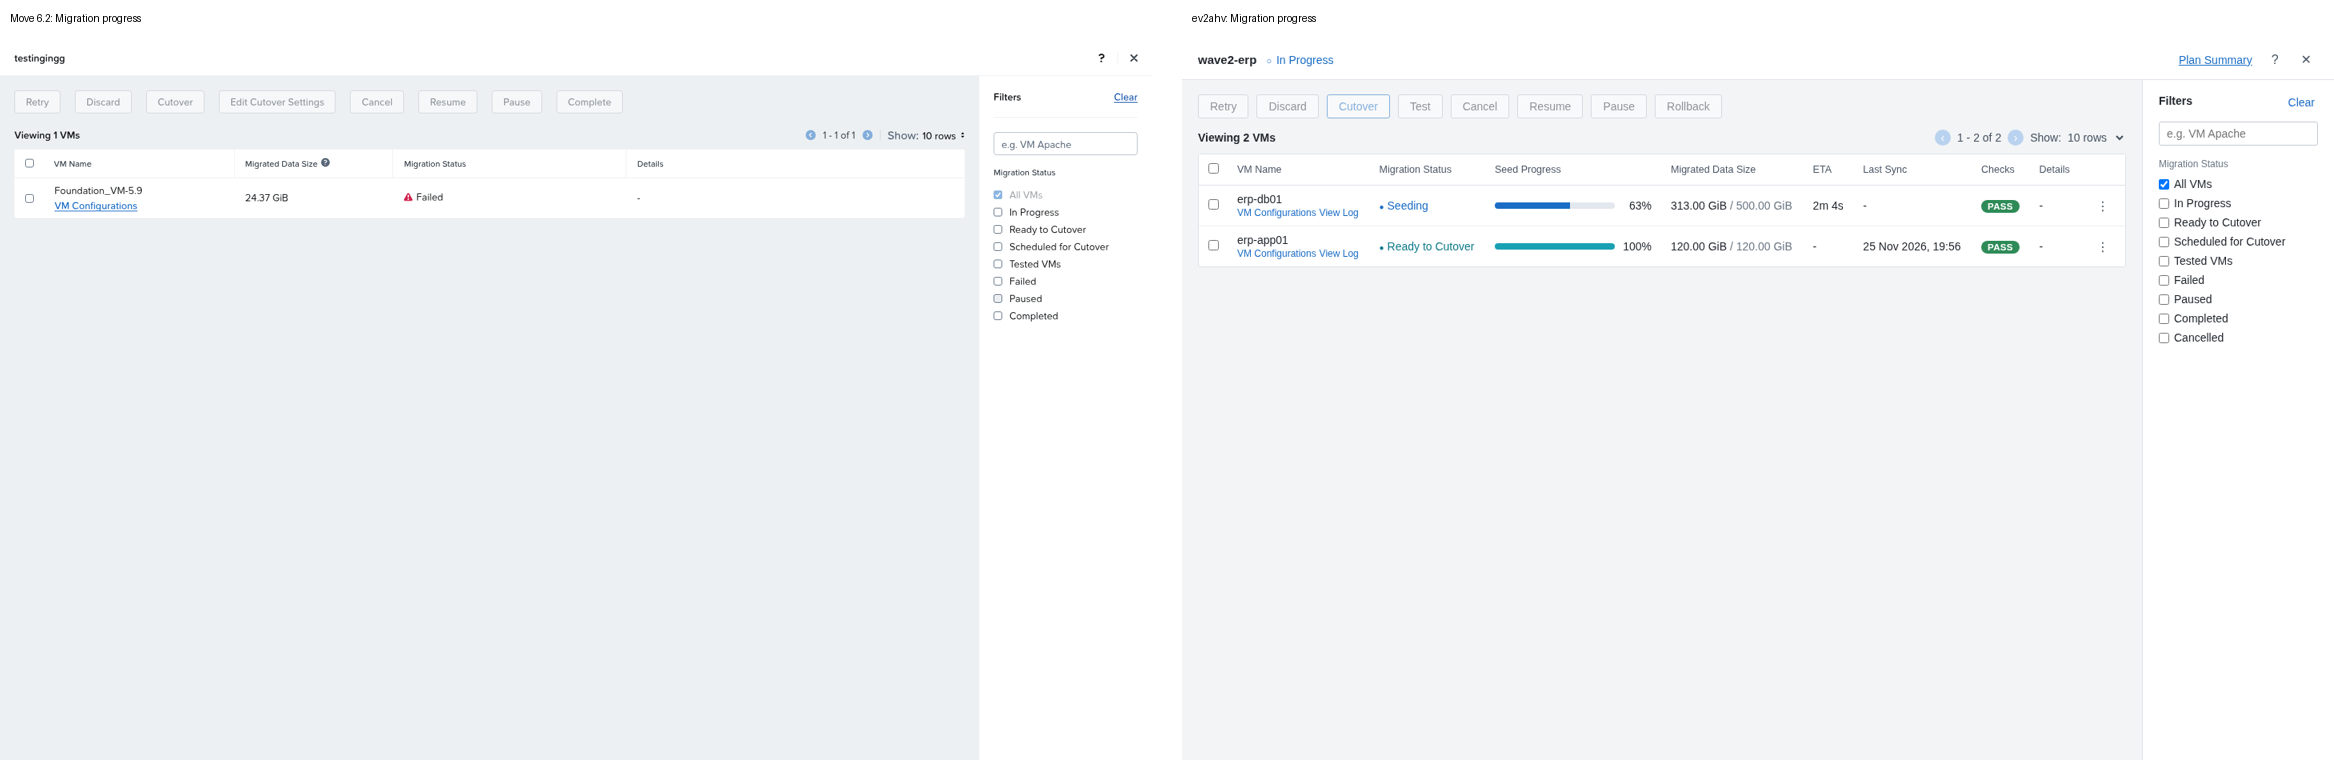 Move 6.2: Migration progress
testingingg
?
Retry Discard Cutover Edit Cutover Settings Cancel Resume Pause Complete
Viewing 1 VMs 1 - 1 of 1 Show: 10 rows
VM Name Migrated Data Size Migration Status Details
Foundation_VM-5.9 24.37 GiB Failed -
VM Configurations
Filters Clear
e.g. VM Apache
Migration Status
All VMs
In Progress
Ready to Cutover
Scheduled for Cutover
Tested VMs
Failed
Paused
Completed
ev2ahv: Migration progress
wave2-erp In Progress Plan Summary ?
Retry Discard Cutover Test Cancel Resume Pause Rollback
Viewing 2 VMs 1 - 2 of 2 Show: 10 rows
VM Name Migration Status Seed Progress Migrated Data Size ETA Last Sync Checks Details
erp-db01
VM Configurations View Log
Seeding 63% 313.00 GiB / 500.00 GiB 2m 4s - PASS -
erp-app01
VM Configurations View Log
Ready to Cutover 100% 120.00 GiB / 120.00 GiB - 25 Nov 2026, 19:56 PASS -
Filters Clear
e.g. VM Apache
Migration Status
All VMs
In Progress
Ready to Cutover
Scheduled for Cutover
Tested VMs
Failed
Paused
Completed
Cancelled